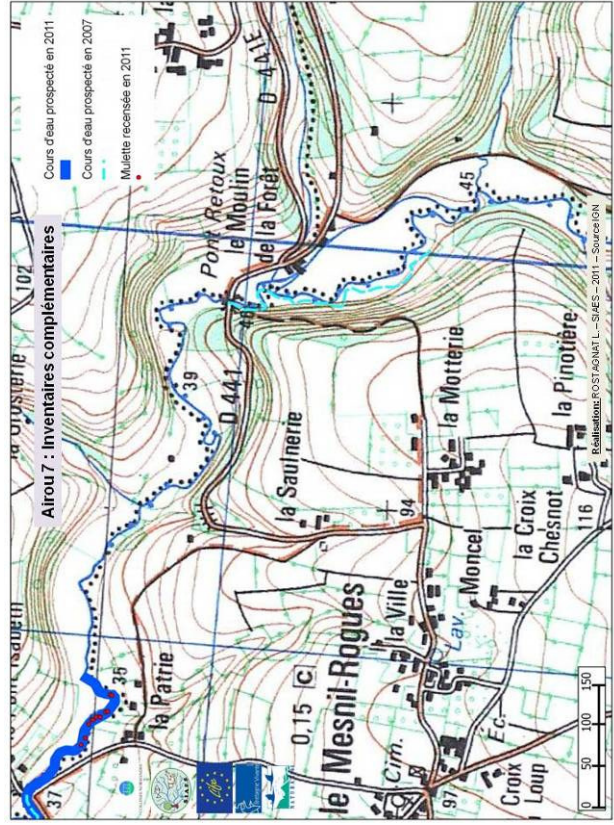 Airou 7 : Inventaires complémentaires
Cours d'eau prospecté en 2011
Cours d'eau prospecté en 2007
Mulette recensée en 2011
102
39
Pont Retoux
le Moulin
de la Forêt
D 441E
D 441
45
la Sauinerie
94
la Motterie
la Pinotière
116
la Croix
Chesnot
Moncel
la Ville
Lav.
le Mesnil-Rogues
0,15 C
la Patrie
35
37
Cim.
97
Éc.
Croix
Loup
0 50 100 150
Réalisation: ROSTAGNAT L. – SIAES – 2011 – Source IGN